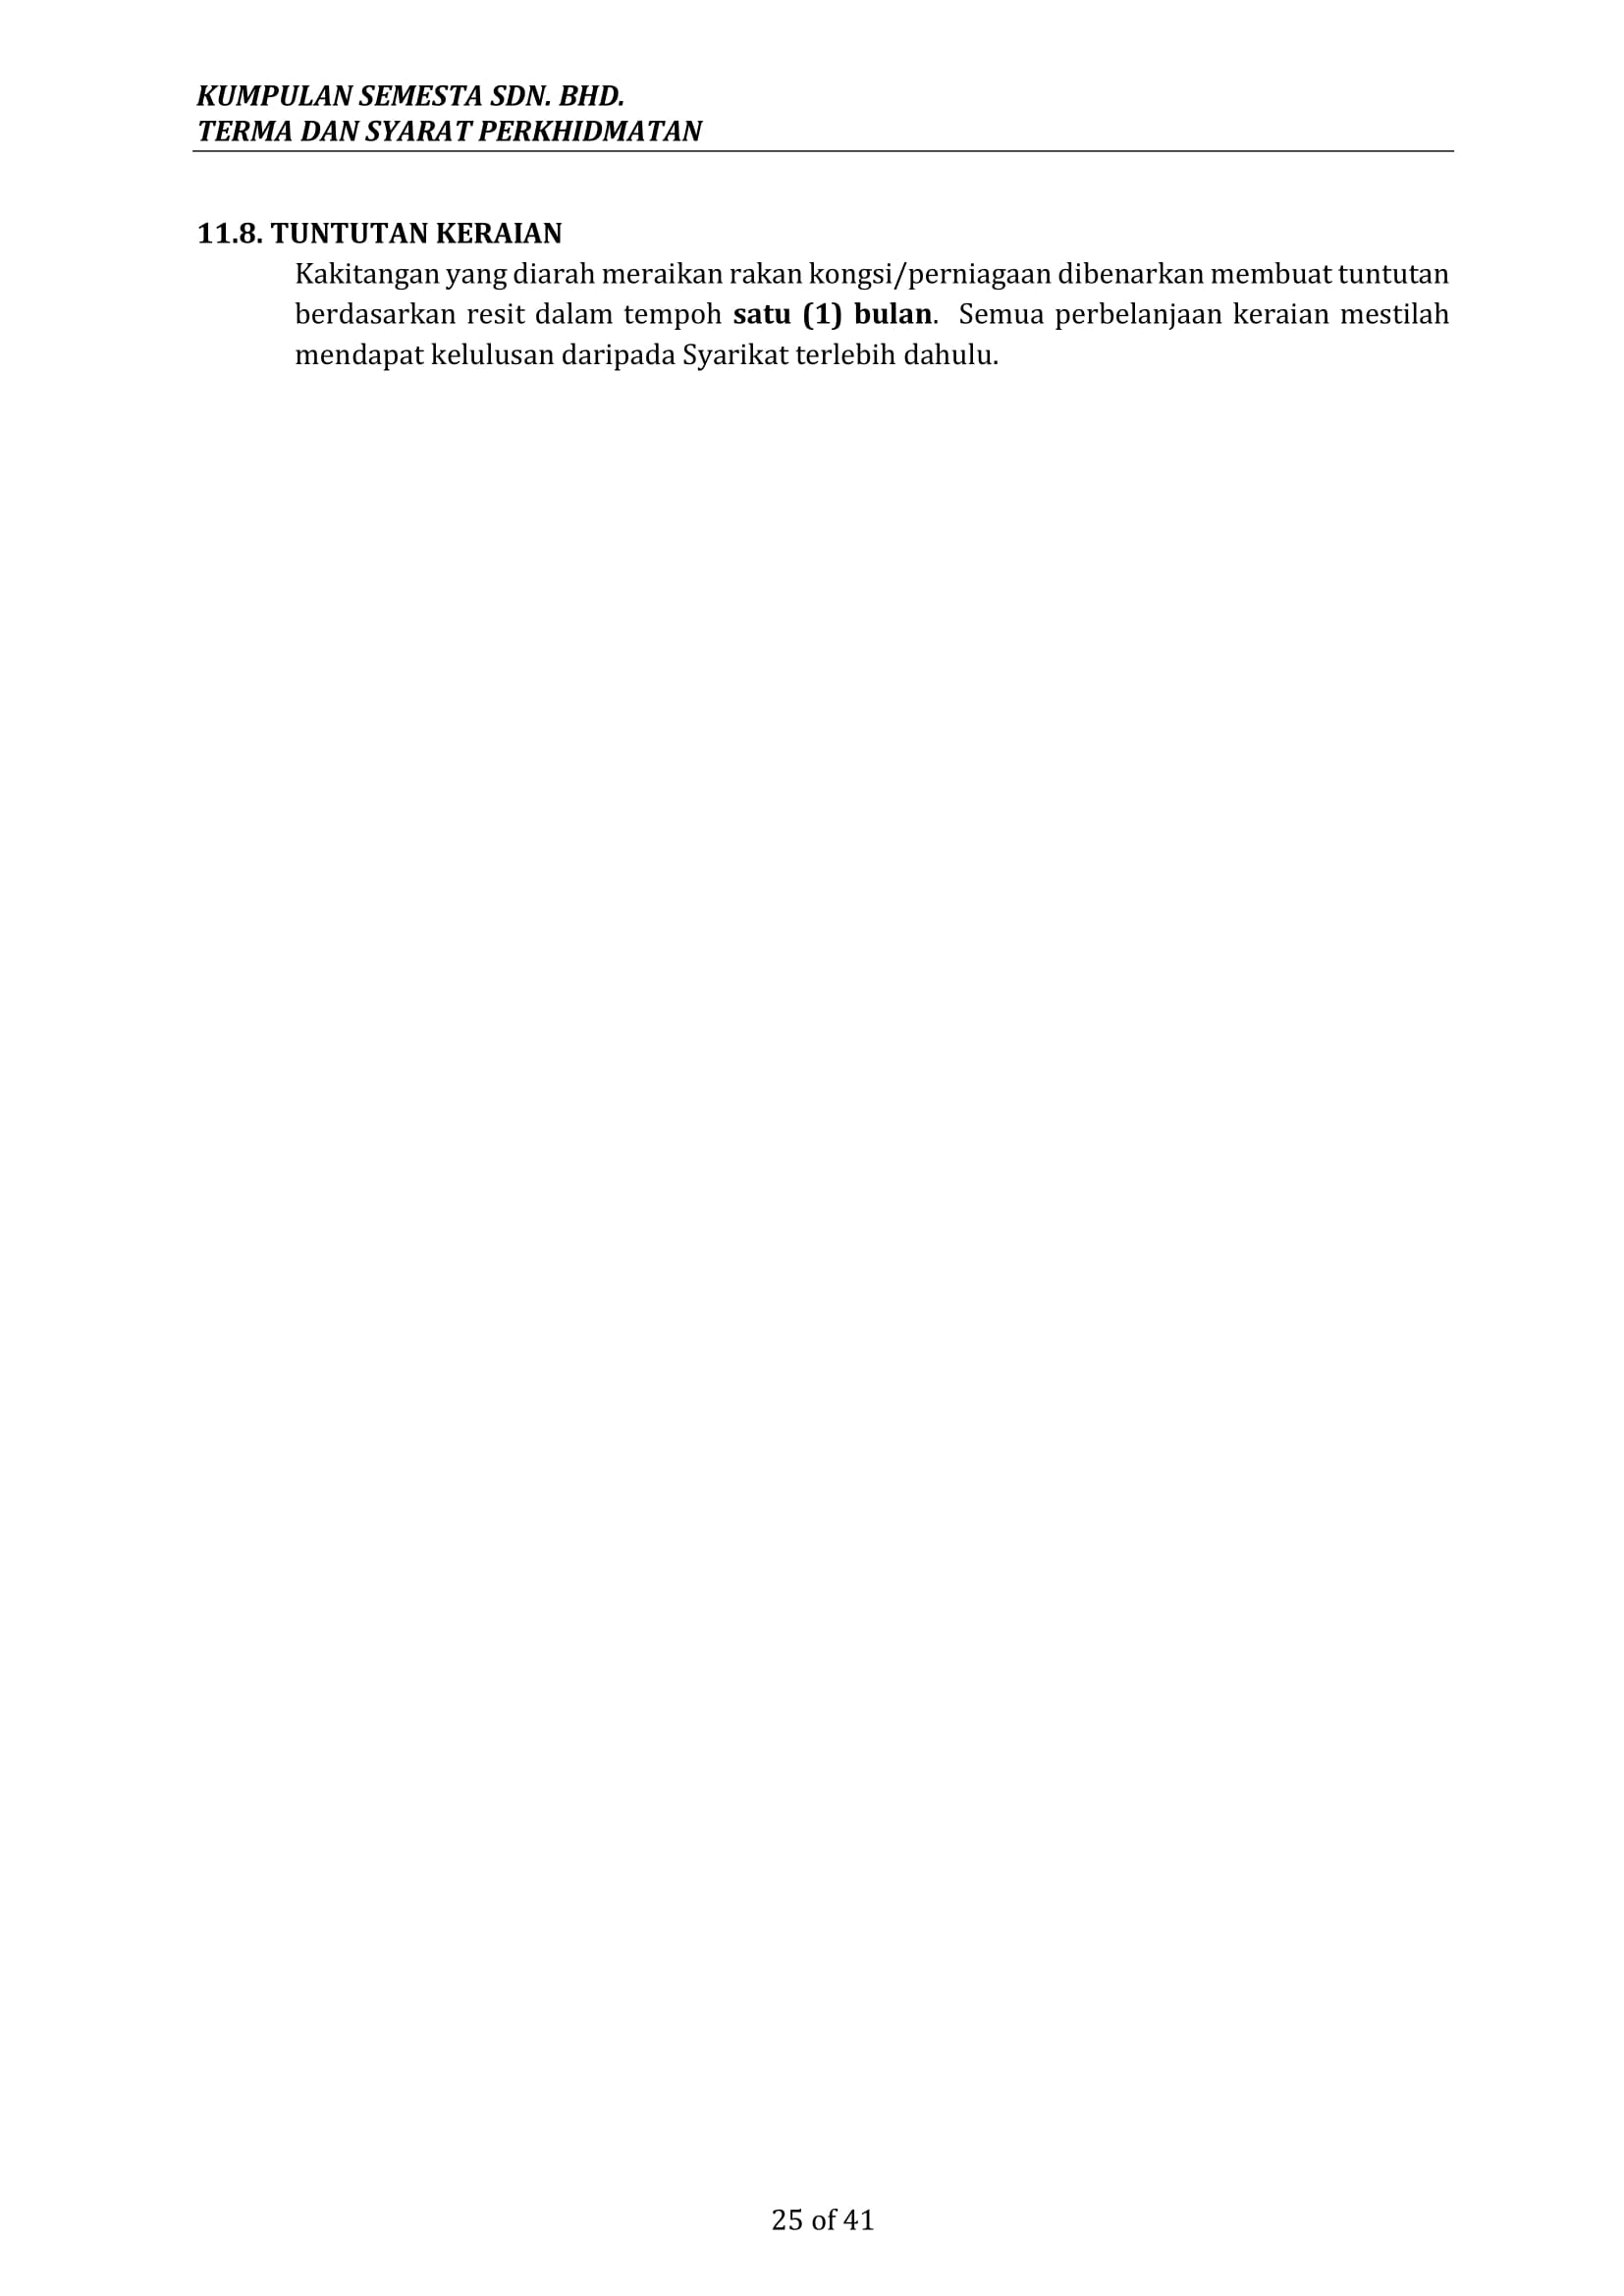 KUMPULAN SEMESTA SDN. BHD.
TERMA DAN SYARAT PERKHIDMATAN
11.8. TUNTUTAN KERAIAN
Kakitangan yang diarah meraikan rakan kongsi/perniagaan dibenarkan membuat tuntutan
berdasarkan resit dalam tempoh satu (1) bulan.  Semua perbelanjaan keraian mestilah
mendapat kelulusan daripada Syarikat terlebih dahulu.
25 of 41